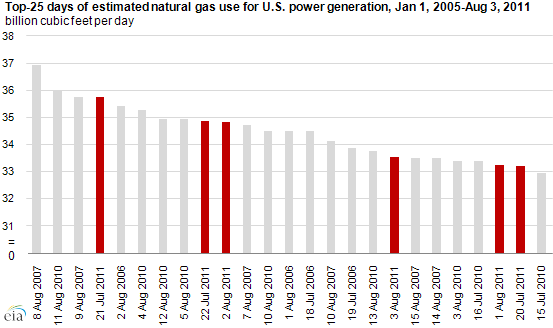 Top-25 days of estimated natural gas use for U.S. power generation, Jan 1, 2005-Aug 3, 2011
billion cubic feet per day
38
37
36
35
34
33
32
31
=
0
8 Aug 2007
11 Aug 2010
9 Aug 2007
21 Jul 2011
2 Aug 2006
4 Aug 2010
12 Aug 2010
5 Aug 2010
22 Jul 2011
2 Aug 2011
7 Aug 2007
10 Aug 2010
1 Aug 2006
18 Jul 2006
10 Aug 2007
19 Jul 2006
13 Aug 2010
3 Aug 2011
15 Aug 2007
14 Aug 2007
3 Aug 2010
16 Aug 2010
1 Aug 2011
20 Jul 2011
15 Jul 2010
eia